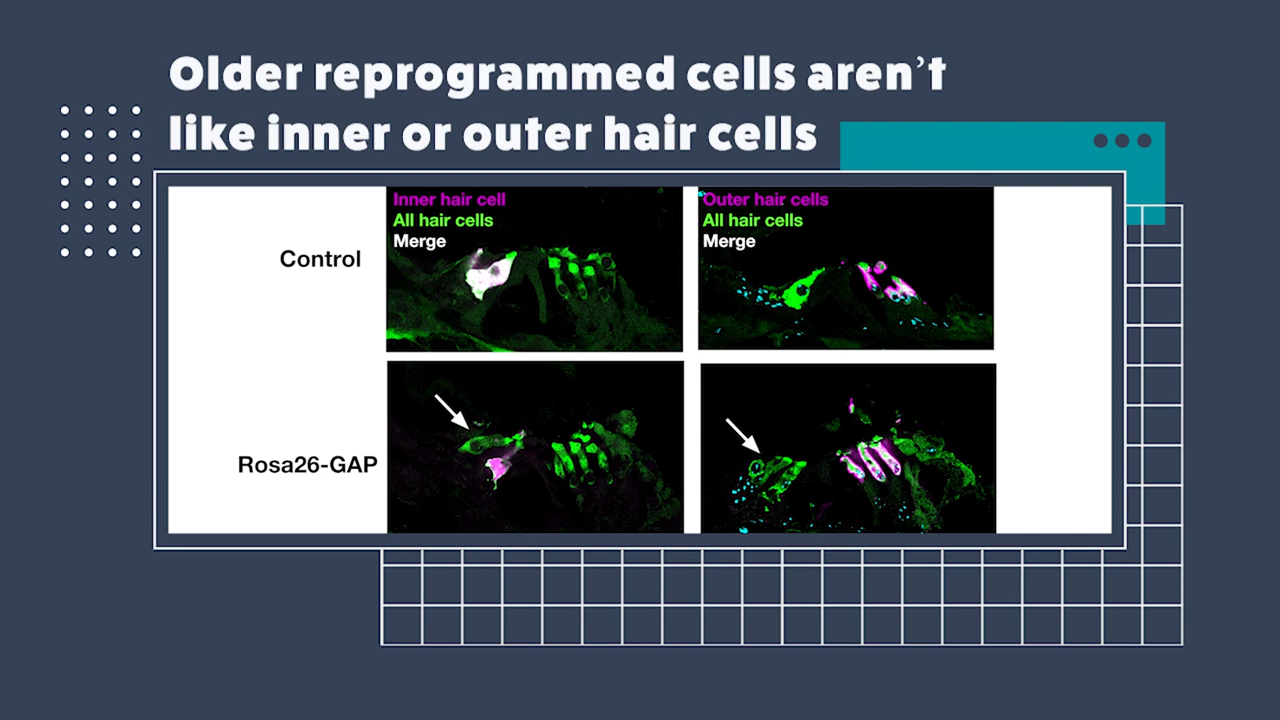 Older reprogrammed cells aren’t
like inner or outer hair cells
Inner hair cell
All hair cells
Merge
Outer hair cells
All hair cells
Merge
Control
Rosa26-GAP